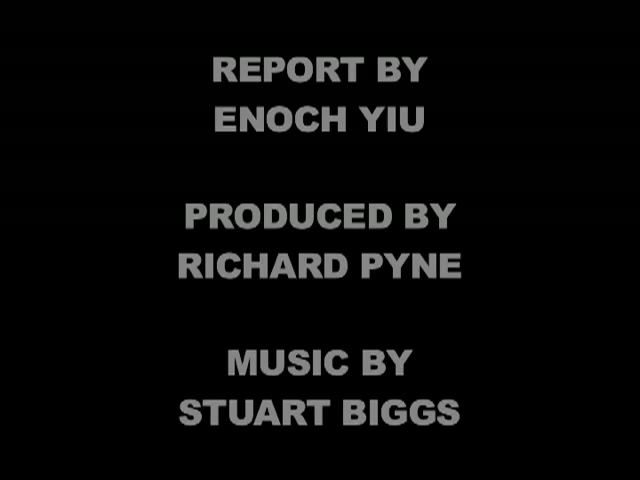 REPORT BY
ENOCH YIU
PRODUCED BY
RICHARD PYNE
MUSIC BY
STUART BIGGS